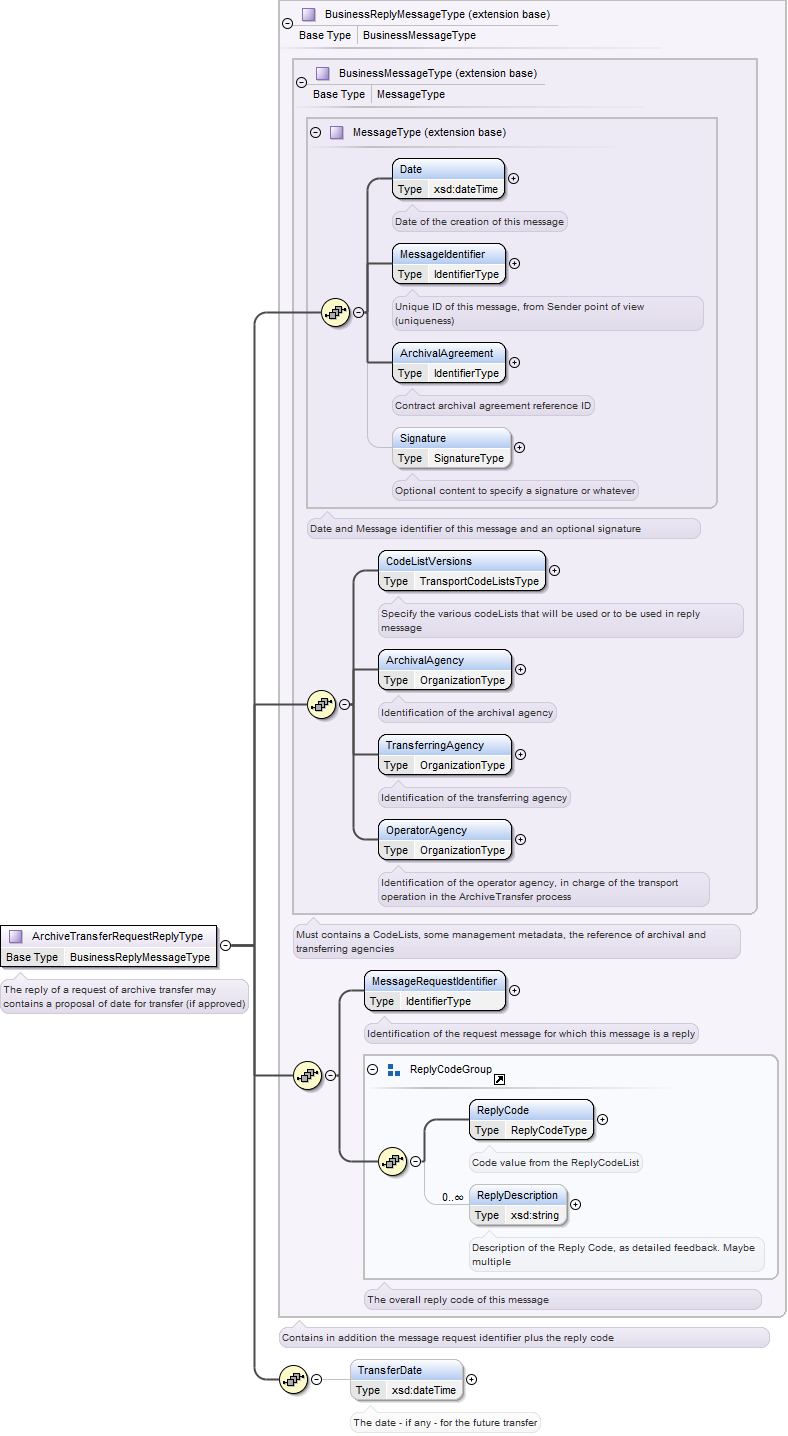 BusinessReplyMessageType (extension base)
Base Type BusinessMessageType
BusinessMessageType (extension base)
Base Type MessageType
MessageType (extension base)
Date
Type xsd:dateTime
Date of the creation of this message
MessageIdentifier
Type IdentifierType
Unique ID of this message, from Sender point of view
(uniqueness)
ArchivalAgreement
Type IdentifierType
Contract archival agreement reference ID
Signature
Type SignatureType
Optional content to specify a signature or whatever
Date and Message identifier of this message and an optional signature
CodeListVersions
Type TransportCodeListsType
Specify the various codeLists that will be used or to be used in reply
message
ArchivalAgency
Type OrganizationType
Identification of the archival agency
TransferringAgency
Type OrganizationType
Identification of the transferring agency
OperatorAgency
Type OrganizationType
Identification of the operator agency, in charge of the transport
operation in the ArchiveTransfer process
Must contains a CodeLists, some management metadata, the reference of archival and
transferring agencies
ArchiveTransferRequestReplyType
Base Type BusinessReplyMessageType
The reply of a request of archive transfer may
contains a proposal of date for transfer (if approved)
MessageRequestIdentifier
Type IdentifierType
Identification of the request message for which this message is a reply
ReplyCodeGroup
ReplyCode
Type ReplyCodeType
Code value from the ReplyCodeList
0..∞
ReplyDescription
Type xsd:string
Description of the Reply Code, as detailed feedback. Maybe
multiple
The overall reply code of this message
Contains in addition the message request identifier plus the reply code
TransferDate
Type xsd:dateTime
The date - if any - for the future transfer